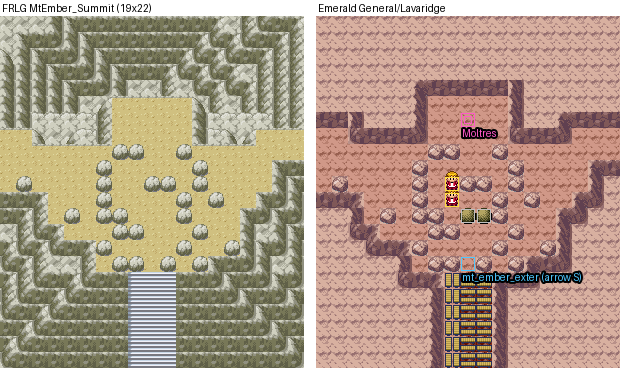 FRLG MtEmber_Summit (19x22)
Emerald General/Lavaridge
Moltres
mt_ember_exter (arrow S)